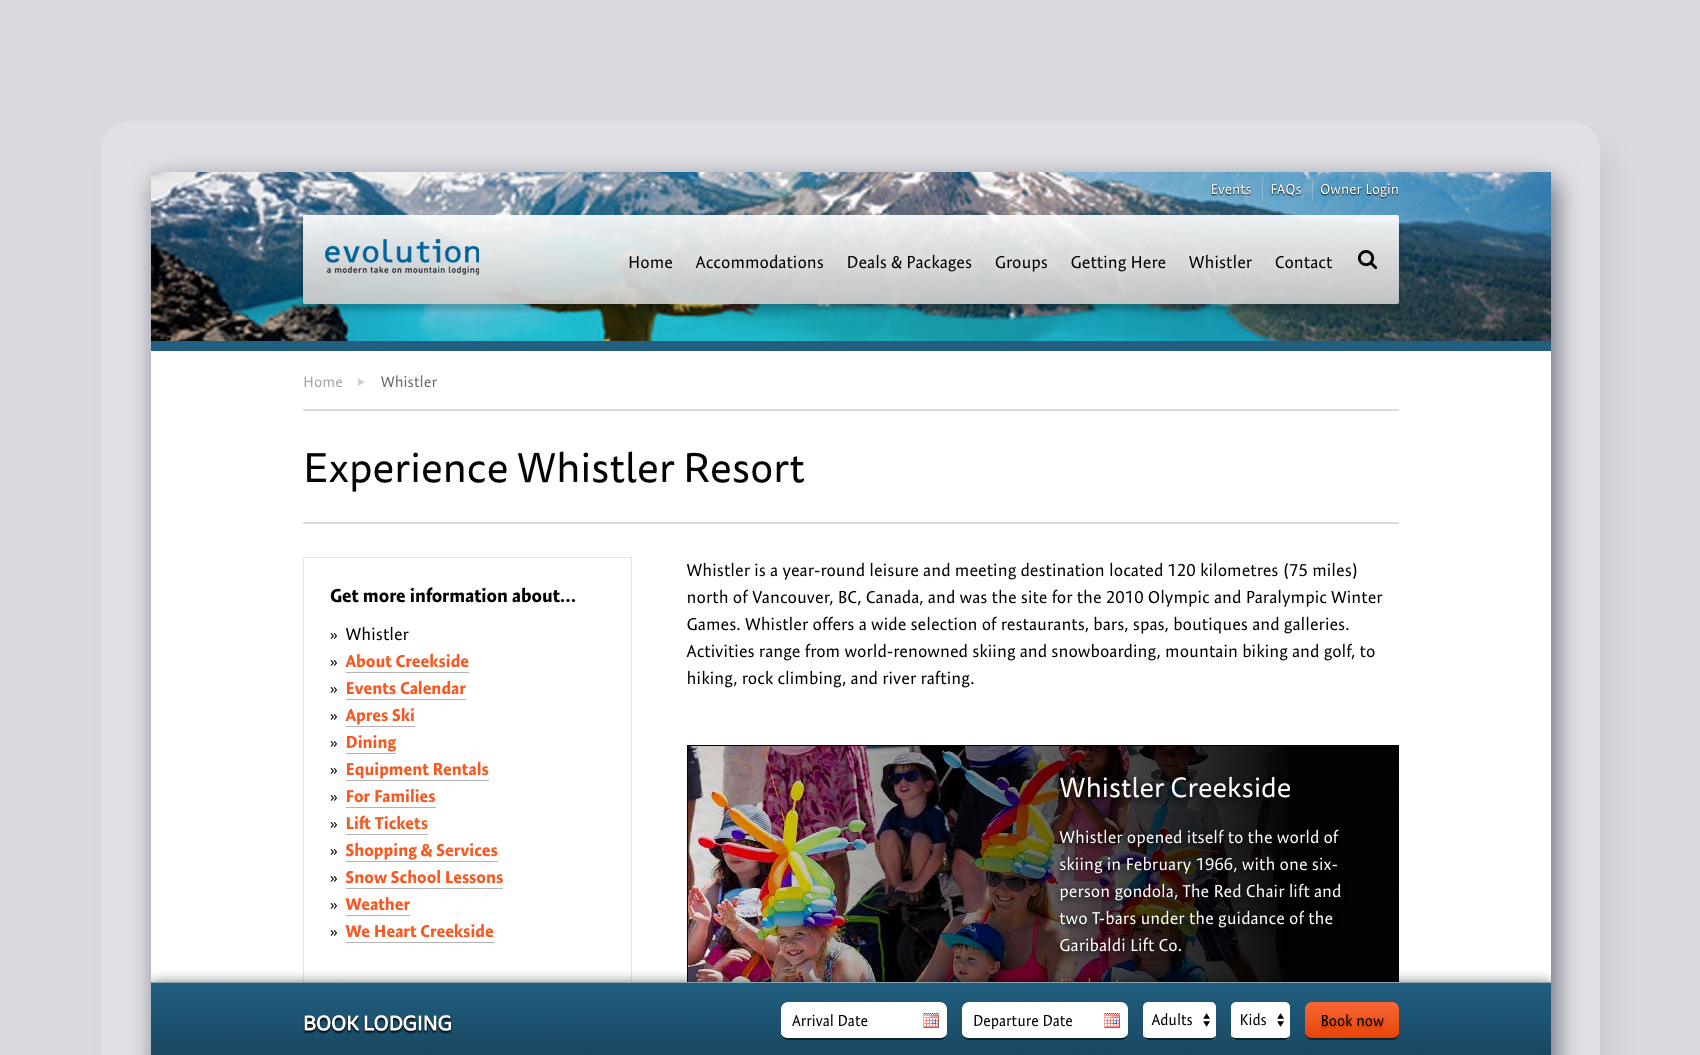 Events FAQs Owner Login
evolution
a modern take on mountain lodging
Home Accommodations Deals & Packages Groups Getting Here Whistler Contact
Home Whistler
Experience Whistler Resort
Get more information about...
» Whistler
» About Creekside
» Events Calendar
» Apres Ski
» Dining
» Equipment Rentals
» For Families
» Lift Tickets
» Shopping & Services
» Snow School Lessons
» Weather
» We Heart Creekside
Whistler is a year-round leisure and meeting destination located 120 kilometres (75 miles)
north of Vancouver, BC, Canada, and was the site for the 2010 Olympic and Paralympic Winter
Games. Whistler offers a wide selection of restaurants, bars, spas, boutiques and galleries.
Activities range from world-renowned skiing and snowboarding, mountain biking and golf, to
hiking, rock climbing, and river rafting.
Whistler Creekside
Whistler opened itself to the world of
skiing in February 1966, with one six-
person gondola, The Red Chair lift and
two T-bars under the guidance of the
Garibaldi Lift Co.
BOOK LODGING
Arrival Date Departure Date Adults Kids Book now